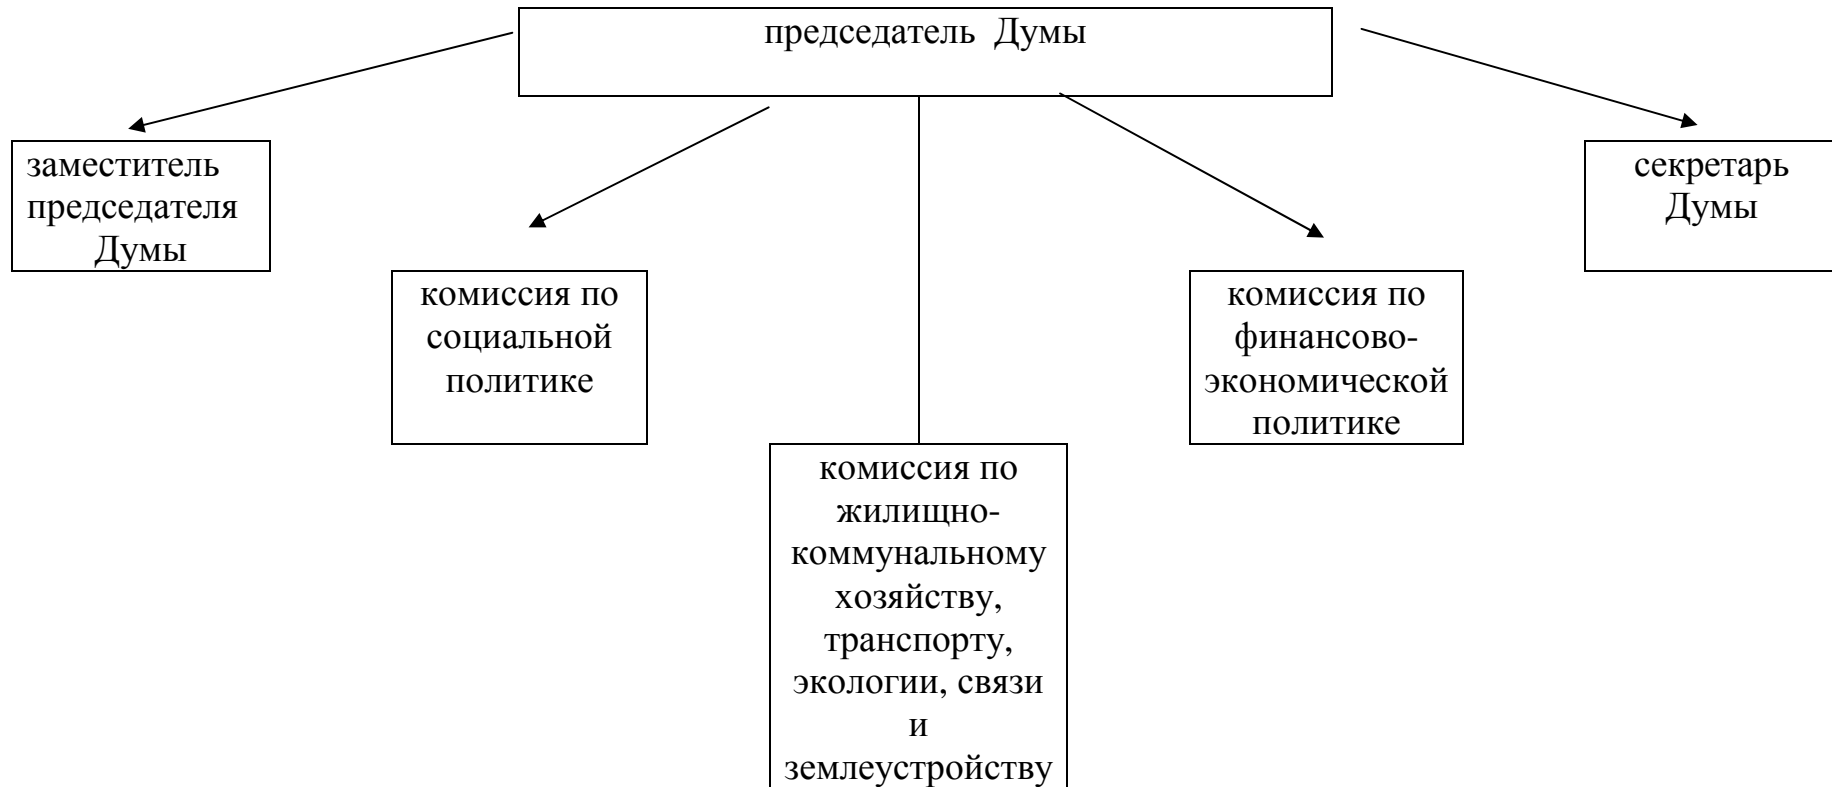 председатель Думы
заместитель
председателя
Думы
секретарь
Думы
комиссия по
социальной
политике
комиссия по
финансово-
экономической
политике
комиссия по
жилищно-
коммунальному
хозяйству,
транспорту,
экологии, связи
и
землеустройству